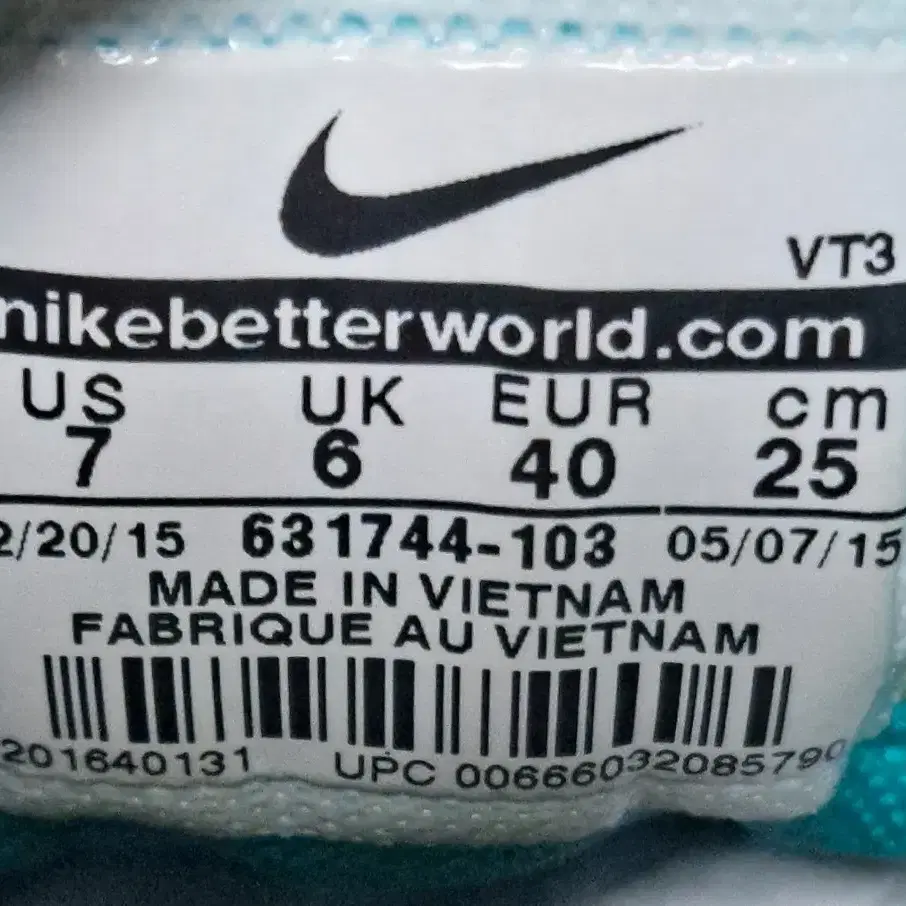 VT3
nikebetterworld.com
US UK EUR cm
7 6 40 25
2/20/15 631744-103 05/07/15
MADE IN VIETNAM
FABRIQUE AU VIETNAM
201640131 UPC 00666032085790